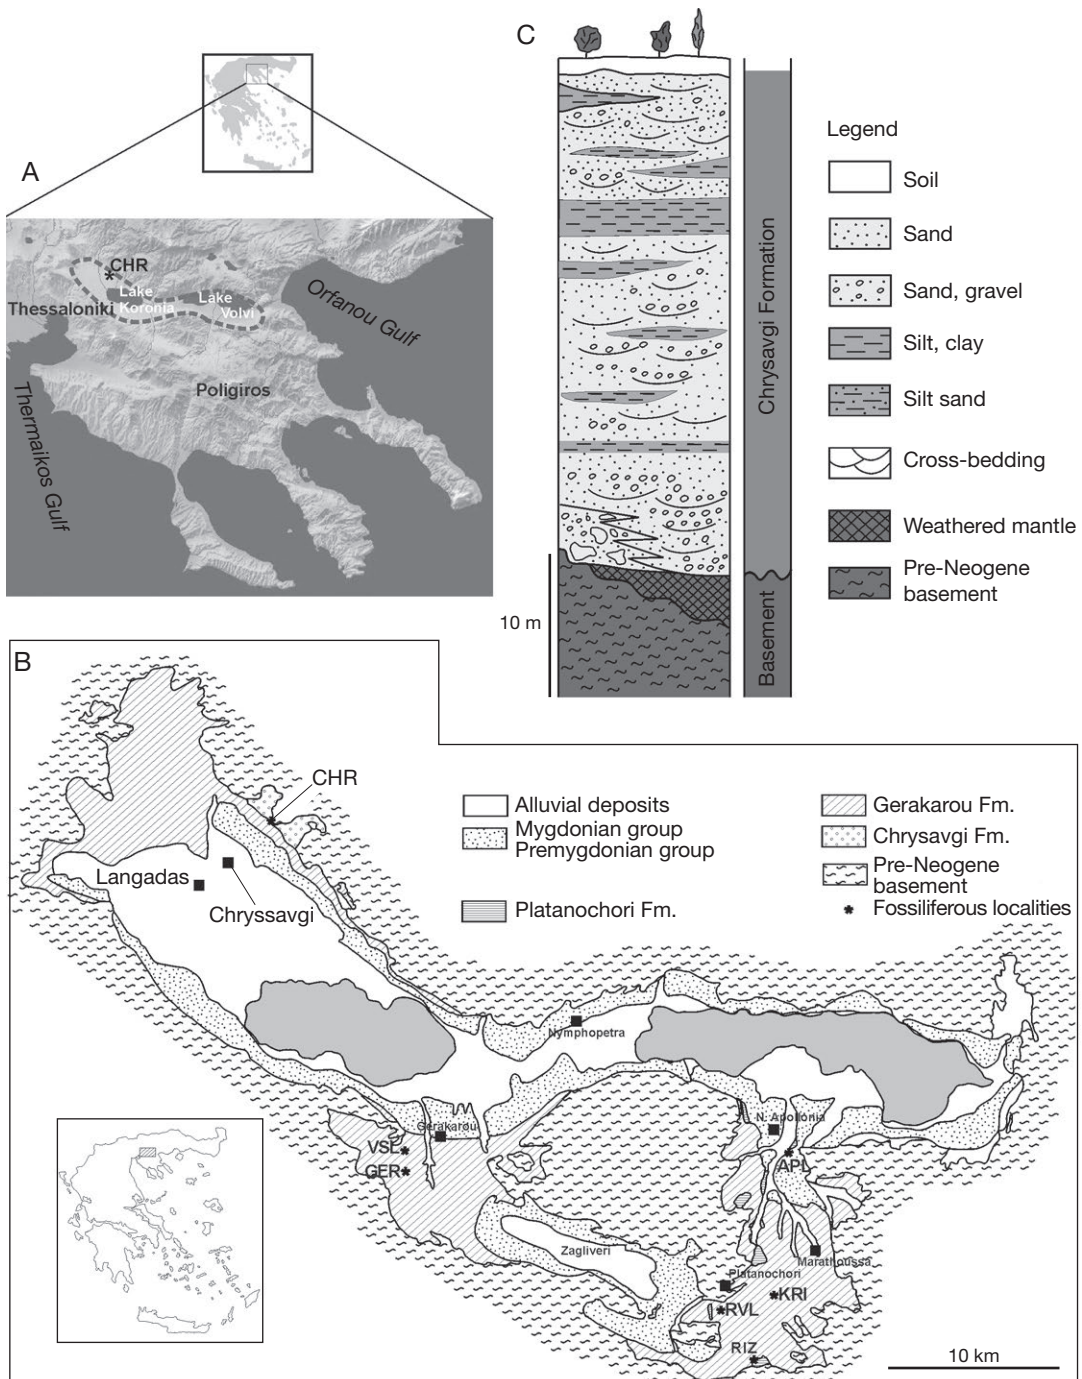 A
CHR
Lake
Koronia
Lake
Volvi
Thessaloniki
Orfanou Gulf
Poligiros
Thermaikos Gulf
C
Chrysavgi Formation
Basement
10 m
Legend
Soil
Sand
Sand, gravel
Silt, clay
Silt sand
Cross-bedding
Weathered mantle
Pre-Neogene
basement
B
CHR
Langadas
Chryssavgi
Alluvial deposits
Mygdonian group
Premygdonian group
Platanochori Fm.
Gerakarou Fm.
Chrysavgi Fm.
Pre-Neogene
basement
Fossiliferous localities
Nymphopetra
Gerakarou
VSL
GER
N. Apollonia
APL
Zagliveri
Marathoussa
Platanochori
KRI
RVL
RIZ
10 km